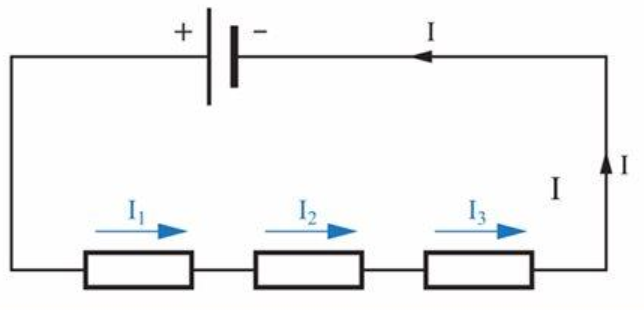 + -
I
I
I
I₁ I₂ I₃